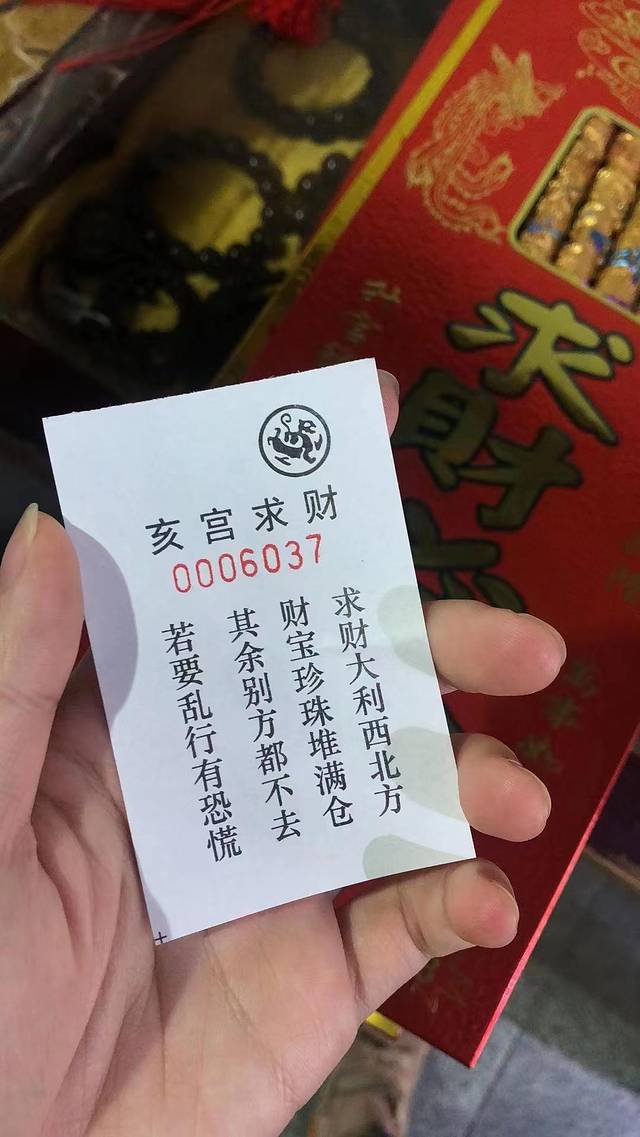 亥宫求财
0006037
求财大利西北方
财宝珍珠堆满仓
其余别方都不去
若要乱行有恐慌
求财